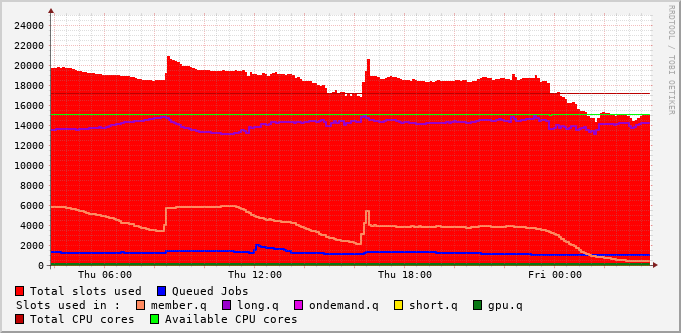 RRDTOOL / TOBI OETIKER
24000
22000
20000
18000
16000
14000
12000
10000
8000
6000
4000
2000
0
Thu 06:00 Thu 12:00 Thu 18:00 Fri 00:00
Total slots used Queued Jobs
Slots used in : member.q long.q ondemand.q short.q gpu.q
Total CPU cores Available CPU cores